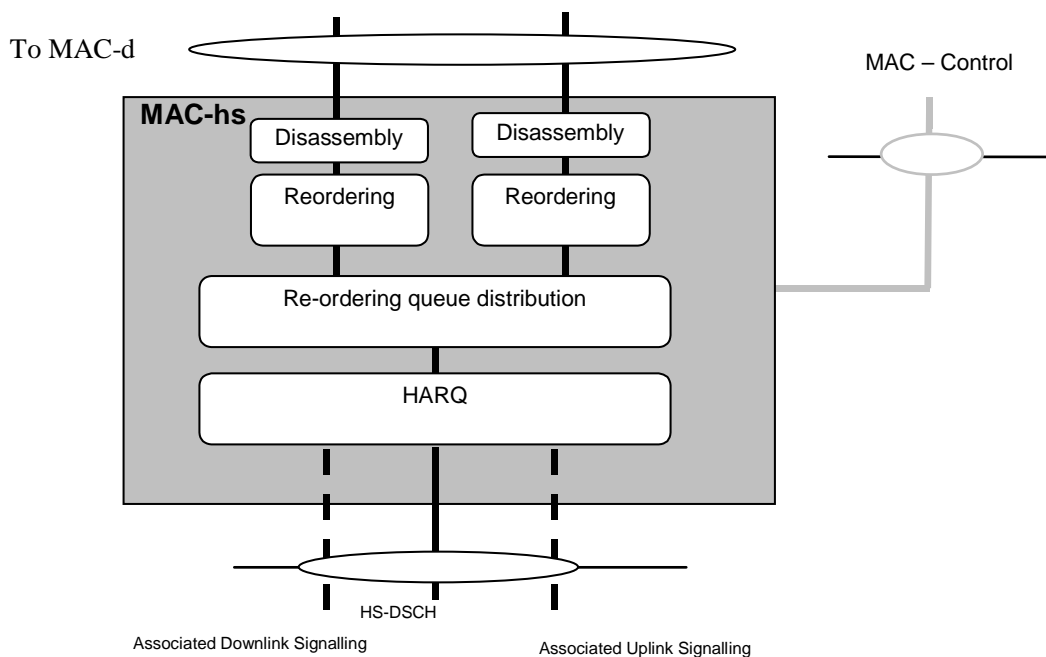 To MAC-d
MAC – Control
MAC-hs
Disassembly
Disassembly
Reordering
Reordering
Re-ordering queue distribution
HARQ
HS-DSCH
Associated Downlink Signalling
Associated Uplink Signalling